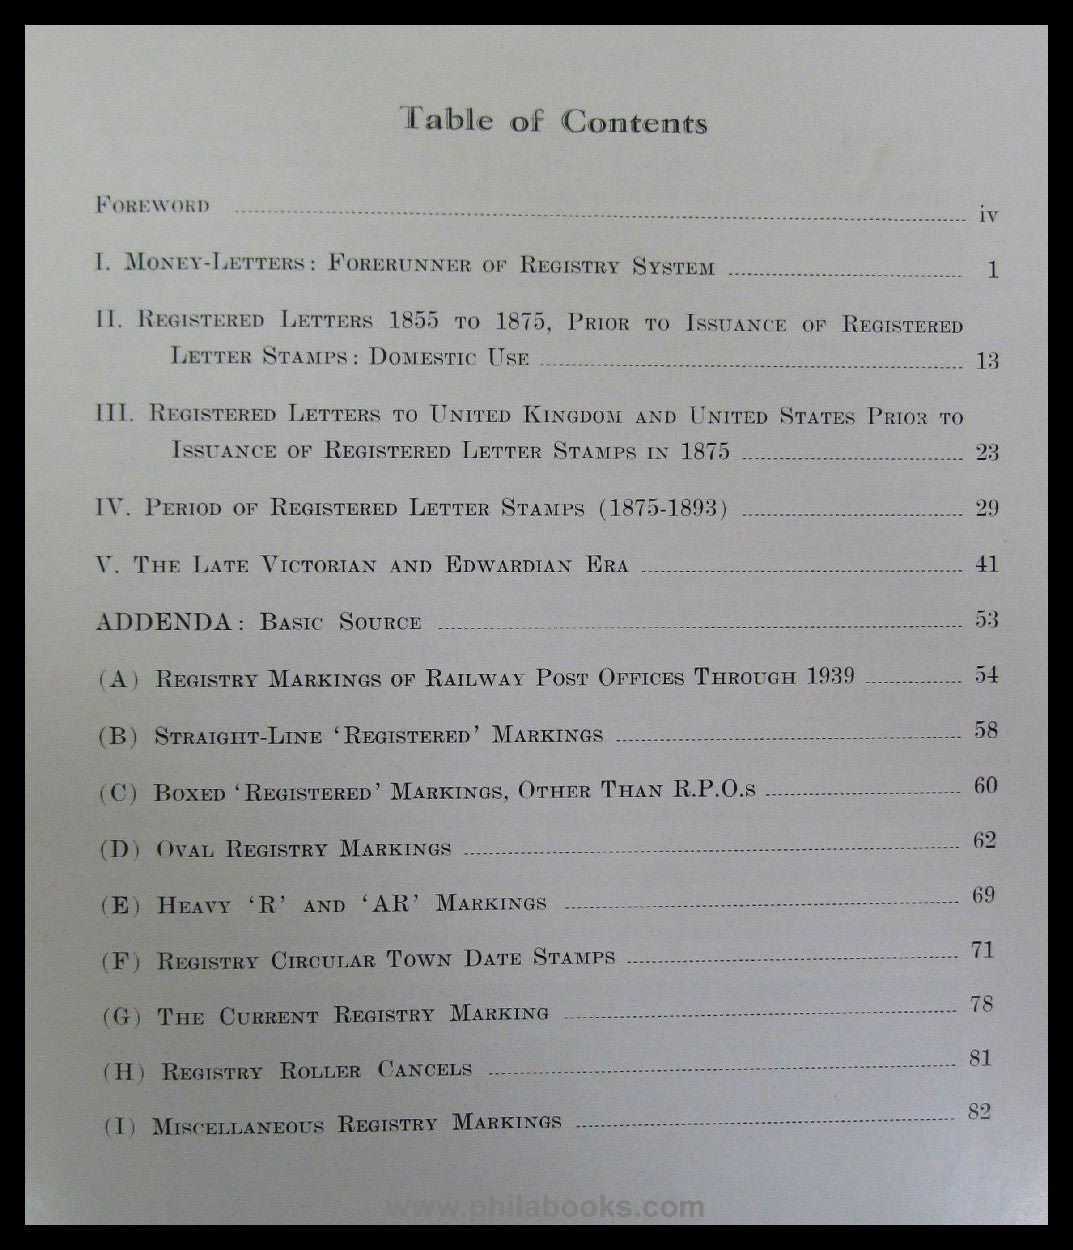 Table of Contents
Foreword iv
I. Money-Letters: Forerunner of Registry System 1
II. Registered Letters 1855 to 1875, Prior to Issuance of Registered
Letter Stamps: Domestic Use 13
III. Registered Letters to United Kingdom and United States Prior to
Issuance of Registered Letter Stamps in 1875 23
IV. Period of Registered Letter Stamps (1875-1893) 29
V. The Late Victorian and Edwardian Era 41
ADDENDA: Basic Source 53
(A) Registry Markings of Railway Post Offices Through 1939 54
(B) Straight-Line ‘Registered’ Markings 58
(C) Boxed ‘Registered’ Markings, Other Than R.P.O.s 60
(D) Oval Registry Markings 62
(E) Heavy ‘R’ and ‘AR’ Markings 69
(F) Registry Circular Town Date Stamps 71
(G) The Current Registry Marking 78
(H) Registry Roller Cancels 81
(I) Miscellaneous Registry Markings 82
www.philabooks.com